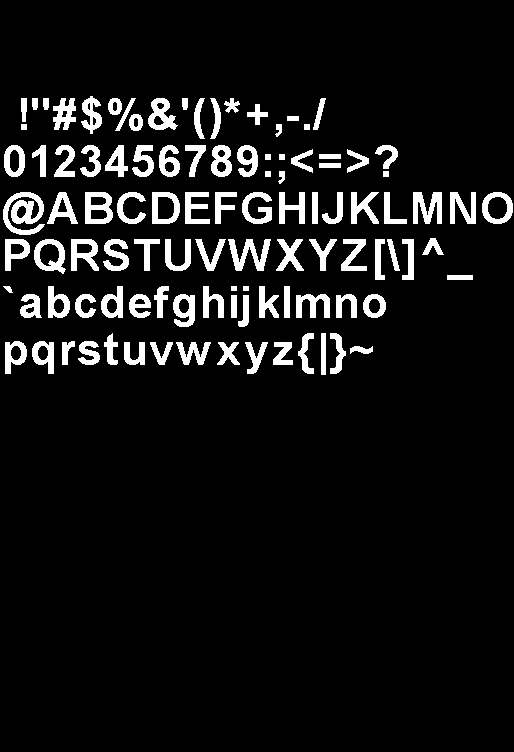 !"#$%&'()*+,-./
0123456789:;<=>?
@ABCDEFGHIJKLMNO
PQRSTUVWXYZ[\]^_
`abcdefghijklmno
pqrstuvwxyz{|}~